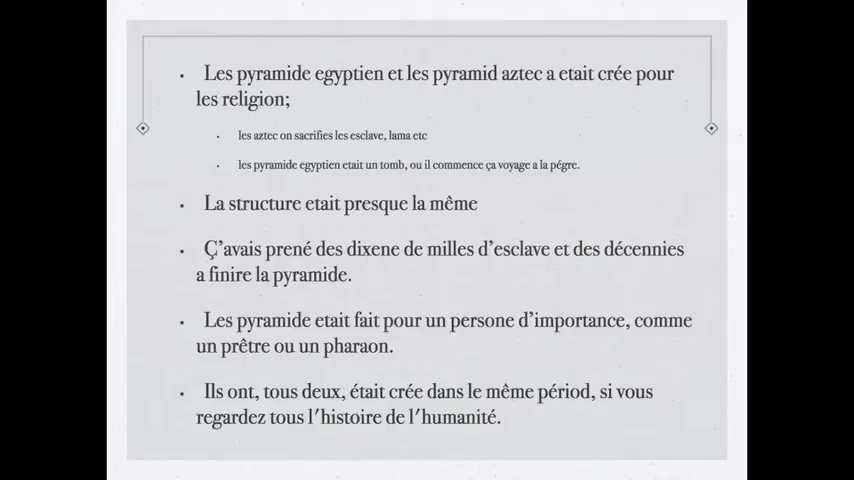 Les pyramide egyptien et les pyramid aztec a etait crée pour
les religion;
les aztec on sacrifies les esclave, lama etc
les pyramide egyptien etait un tomb, ou il commence ça voyage a la pégre.
La structure etait presque la même
Ç'avais prené des dixene de milles d'esclave et des décennies
a finire la pyramide.
Les pyramide etait fait pour un persone d'importance, comme
un prêtre ou un pharaon.
Ils ont, tous deux, était crée dans le même périod, si vous
regardez tous l'histoire de l'humanité.